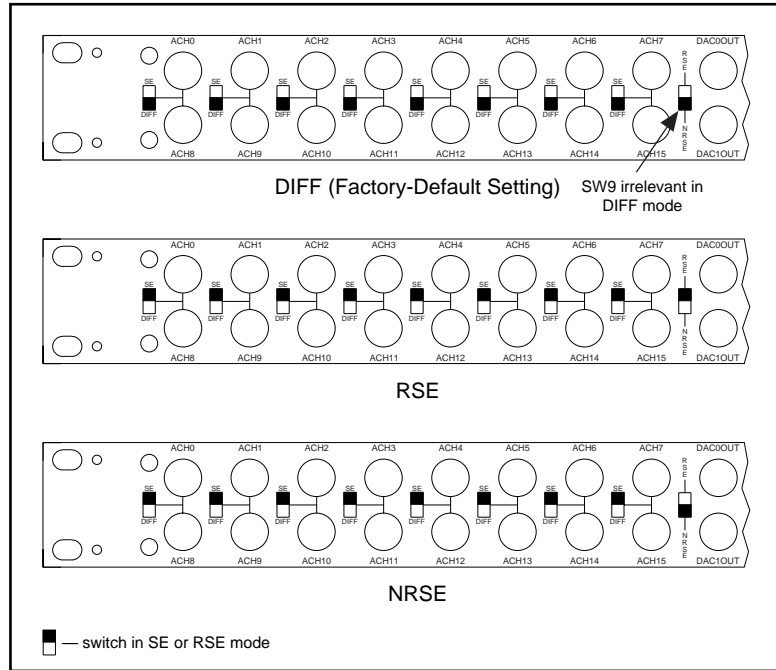 ACH0 ACH1 ACH2 ACH3 ACH4 ACH5 ACH6 ACH7 DAC0OUT
RSE
SE SE SE SE SE SE SE SE
DIFF DIFF DIFF DIFF DIFF DIFF DIFF DIFF
NRSE
ACH8 ACH9 ACH10 ACH11 ACH12 ACH13 ACH14 ACH15 DAC1OUT
DIFF (Factory-Default Setting)
SW9 irrelevant in
DIFF mode
ACH0 ACH1 ACH2 ACH3 ACH4 ACH5 ACH6 ACH7 DAC0OUT
RSE
SE SE SE SE SE SE SE SE
DIFF DIFF DIFF DIFF DIFF DIFF DIFF DIFF
NRSE
ACH8 ACH9 ACH10 ACH11 ACH12 ACH13 ACH14 ACH15 DAC1OUT
RSE
ACH0 ACH1 ACH2 ACH3 ACH4 ACH5 ACH6 ACH7 DAC0OUT
RSE
SE SE SE SE SE SE SE SE
DIFF DIFF DIFF DIFF DIFF DIFF DIFF DIFF
NRSE
ACH8 ACH9 ACH10 ACH11 ACH12 ACH13 ACH14 ACH15 DAC1OUT
NRSE
— switch in SE or RSE mode